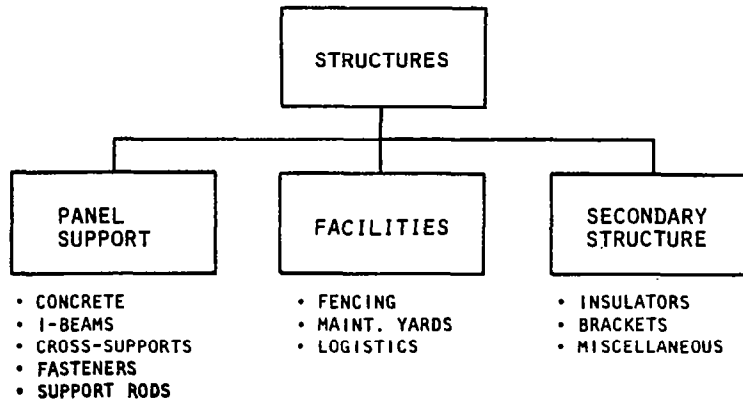 STRUCTURES
PANEL
SUPPORT
• CONCRETE
• I-BEAMS
• CROSS-SUPPORTS
• FASTENERS
• SUPPORT RODS
FACILITIES
• FENCING
• MAINT. YARDS
• LOGISTICS
SECONDARY
STRUCTURE
• INSULATORS
• BRACKETS
• MISCELLANEOUS